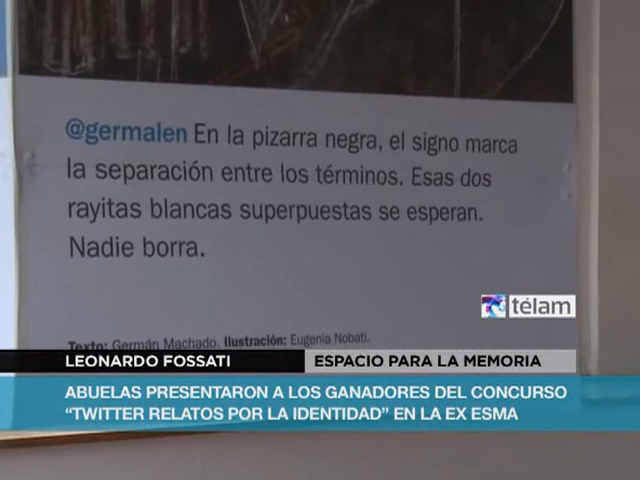 @germalen En la pizarra negra, el signo marca
la separación entre los términos. Esas dos
rayitas blancas superpuestas se esperan.
Nadie borra.
télam
Texto: Germán Machado. Ilustración: Eugenia Nobati.
LEONARDO FOSSATI
ESPACIO PARA LA MEMORIA
ABUELAS PRESENTARON A LOS GANADORES DEL CONCURSO
“TWITTER RELATOS POR LA IDENTIDAD” EN LA EX ESMA